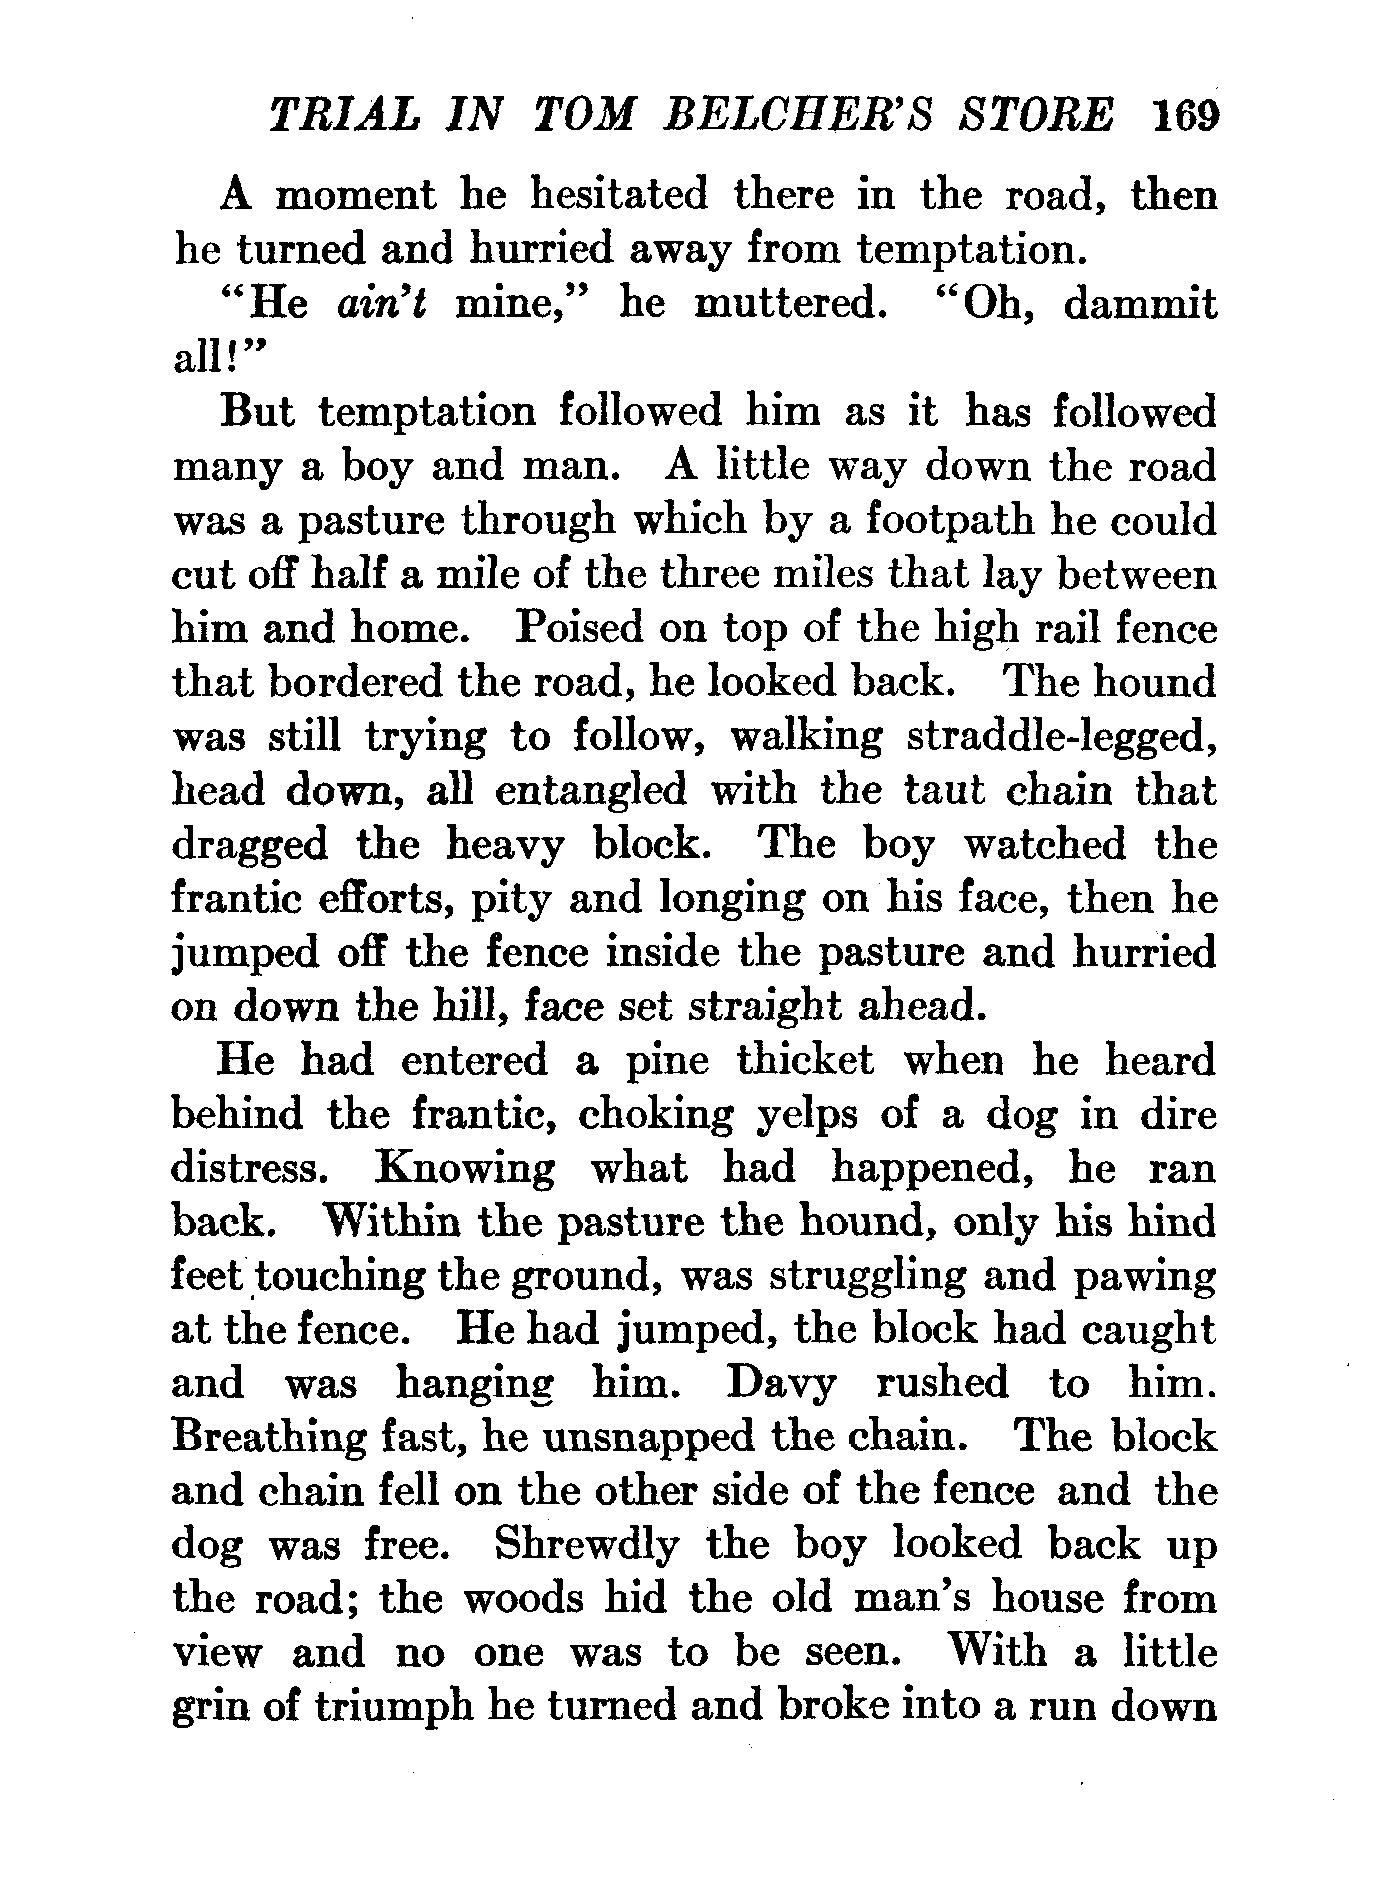 TRIAL IN TOM BELCHER'S STORE 169
A moment he hesitated there in the road, then
he turned and hurried away from temptation.
"He ain't mine," he muttered. "Oh, dammit
all!"
But temptation followed him as it has followed
many a boy and man. A little way down the road
was a pasture through which by a footpath he could
cut off half a mile of the three miles that lay between
him and home. Poised on top of the high rail fence
that bordered the road, he looked back. The hound
was still trying to follow, walking straddle-legged,
head down, all entangled with the taut chain that
dragged the heavy block. The boy watched the
frantic efforts, pity and longing on his face, then he
jumped off the fence inside the pasture and hurried
on down the hill, face set straight ahead.
He had entered a pine thicket when he heard
behind the frantic, choking yelps of a dog in dire
distress. Knowing what had happened, he ran
back. Within the pasture the hound, only his hind
feet touching the ground, was struggling and pawing
at the fence. He had jumped, the block had caught
and was hanging him. Davy rushed to him.
Breathing fast, he unsnapped the chain. The block
and chain fell on the other side of the fence and the
dog was free. Shrewdly the boy looked back up
the road; the woods hid the old man's house from
view and no one was to be seen. With a little
grin of triumph he turned and broke into a run down